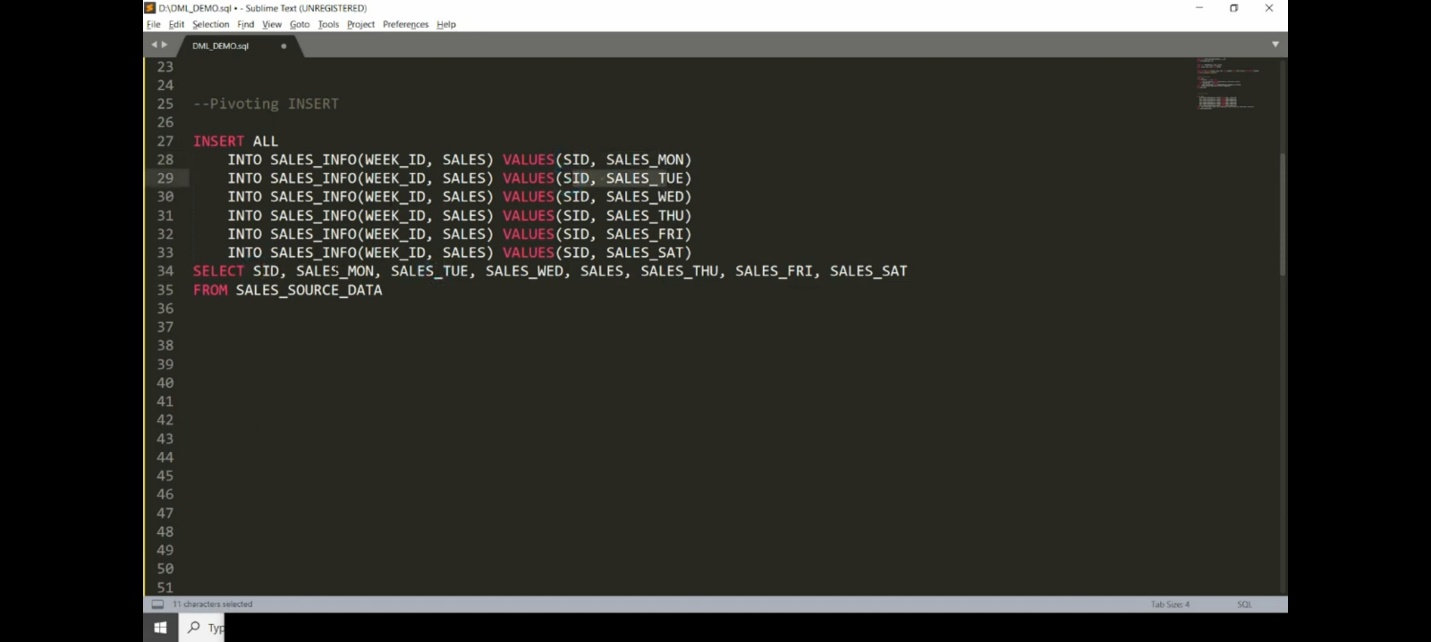 D:\DML_DEMO.sql • - Sublime Text (UNREGISTERED)
File Edit Selection Find View Goto Tools Project Preferences Help
DML_DEMO.sql
23
24
25 --Pivoting INSERT
26
27 INSERT ALL
28 INTO SALES_INFO(WEEK_ID, SALES) VALUES(SID, SALES_MON)
29 INTO SALES_INFO(WEEK_ID, SALES) VALUES(SID, SALES_TUE)
30 INTO SALES_INFO(WEEK_ID, SALES) VALUES(SID, SALES_WED)
31 INTO SALES_INFO(WEEK_ID, SALES) VALUES(SID, SALES_THU)
32 INTO SALES_INFO(WEEK_ID, SALES) VALUES(SID, SALES_FRI)
33 INTO SALES_INFO(WEEK_ID, SALES) VALUES(SID, SALES_SAT)
34 SELECT SID, SALES_MON, SALES_TUE, SALES_WED, SALES, SALES_THU, SALES_FRI, SALES_SAT
35 FROM SALES_SOURCE_DATA
36
37
38
39
40
41
42
43
44
45
46
47
48
49
50
51
11 characters selected Tab Size: 4 SQL
Typ